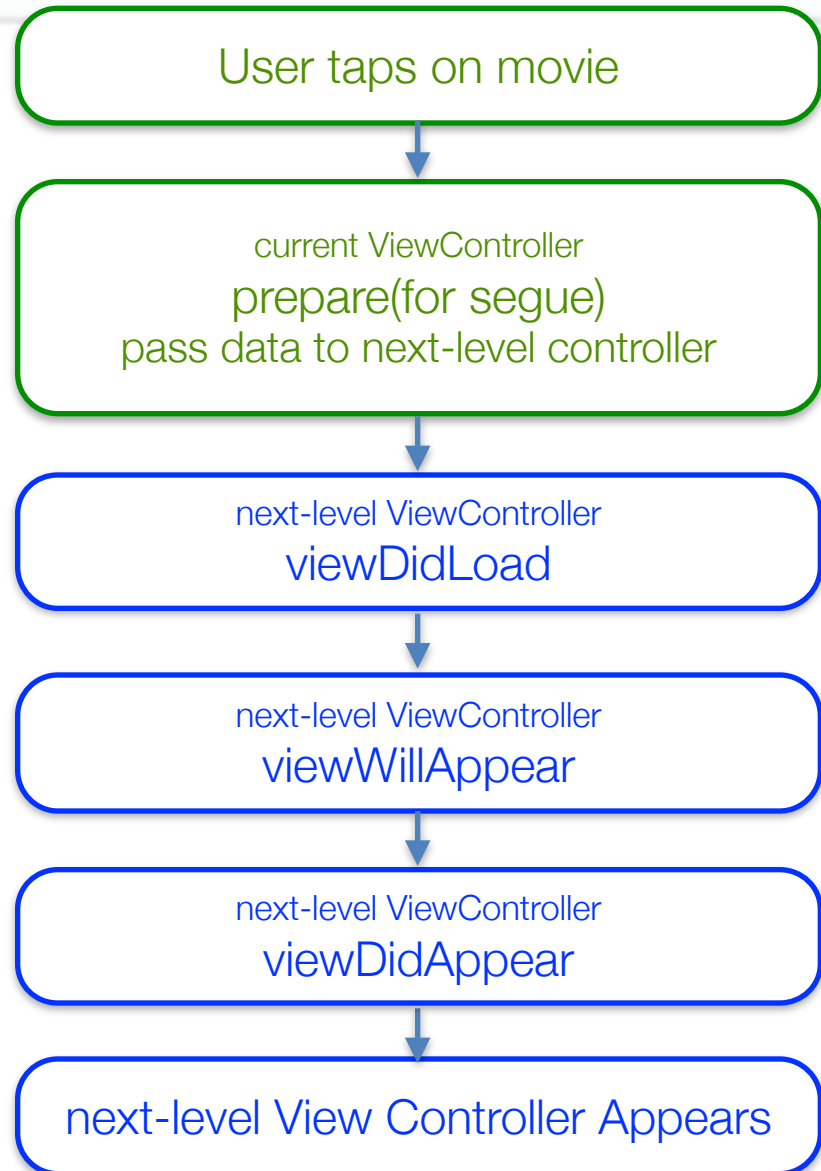 User taps on movie
current ViewController
prepare(for segue)
pass data to next-level controller
next-level ViewController
viewDidLoad
next-level ViewController
viewWillAppear
next-level ViewController
viewDidAppear
next-level View Controller Appears